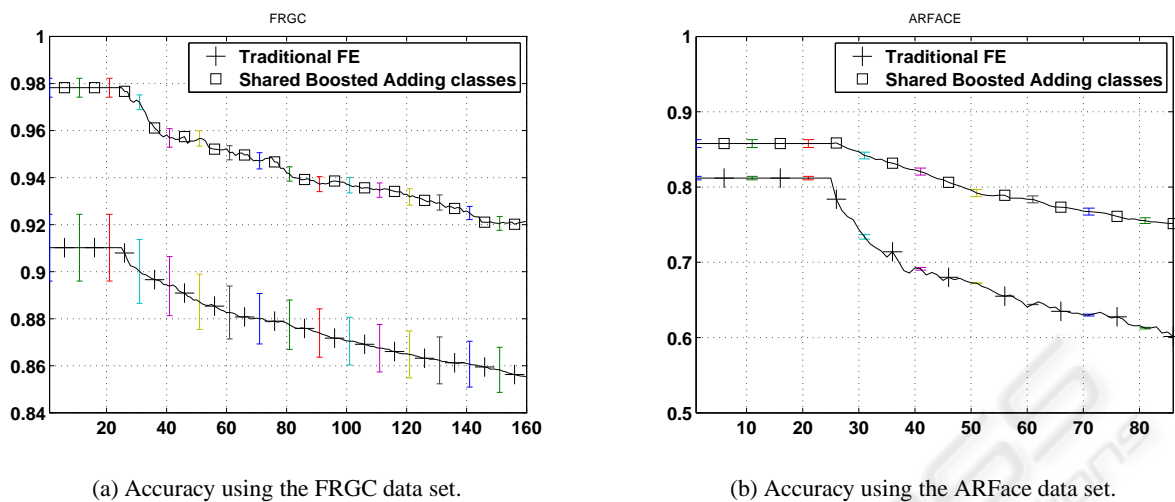 FRGC
1
0.98
0.96
0.94
0.92
0.9
0.88
0.86
0.84
20 40 60 80 100 120 140 160
Traditional FE
Shared Boosted Adding classes
(a) Accuracy using the FRGC data set.
ARFACE
1
0.9
0.8
0.7
0.6
0.5
10 20 30 40 50 60 70 80
Traditional FE
Shared Boosted Adding classes
(b) Accuracy using the ARFace data set.